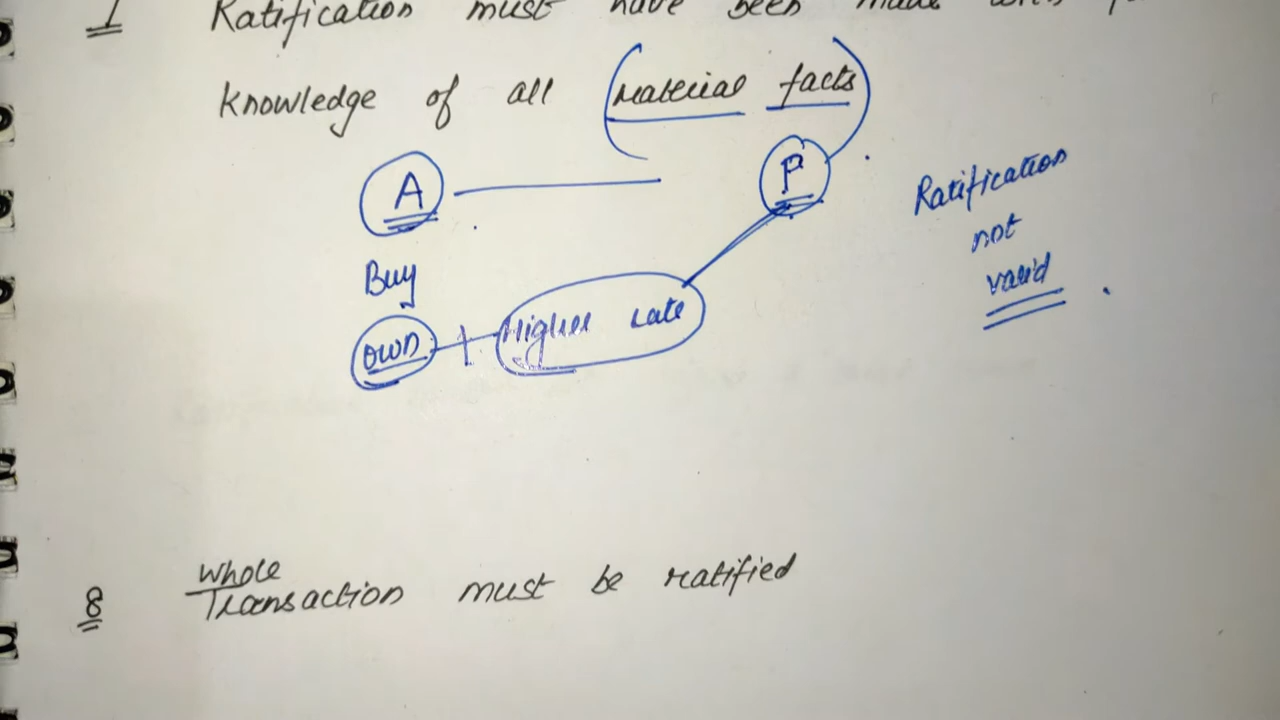 Ratification must have been made with
knowledge of all (material facts)
A P
Buy
own Higher rate
Ratification
not
valid
8 Whole
Transaction must be ratified